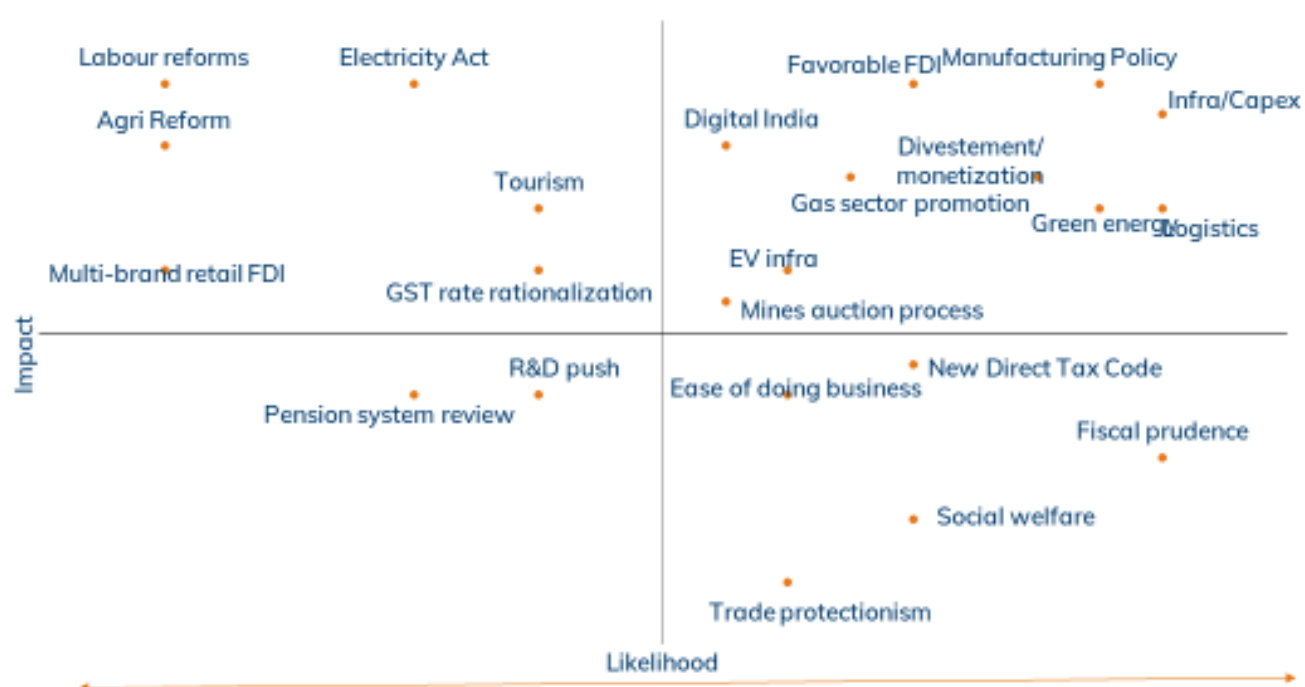 Labour reforms
Electricity Act
Favorable FDI
Manufacturing Policy
Infra/Capex
Agri Reform
Digital India
Divestement/
monetization
Tourism
Gas sector promotion
Green energy
Logistics
EV infra
Multi-brand retail FDI
GST rate rationalization
Mines auction process
Impact
R&D push
New Direct Tax Code
Ease of doing business
Pension system review
Fiscal prudence
Social welfare
Trade protectionism
Likelihood